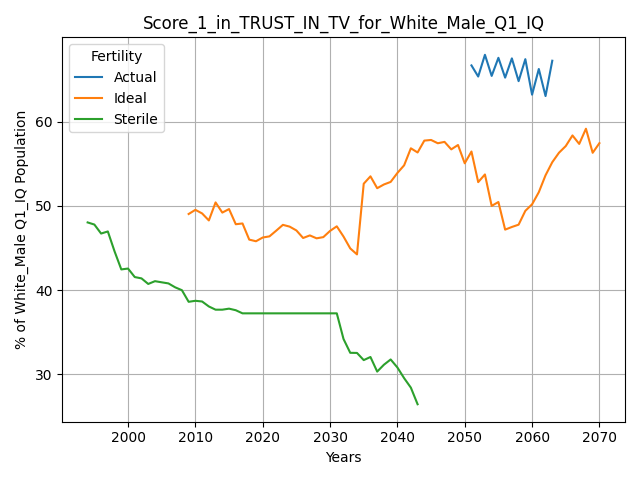 Score_1_in_TRUST_IN_TV_for_White_Male_Q1_IQ
Fertility
Actual
Ideal
Sterile
% of White_Male Q1_IQ Population
60
50
40
30
2000 2010 2020 2030 2040 2050 2060 2070
Years